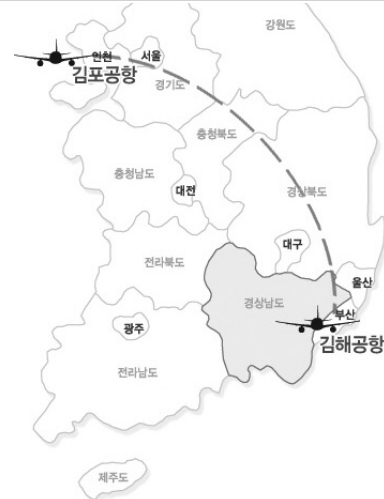 강원도
인천
서울
김포공항
경기도
충청북도
충청남도
대전
경상북도
대구
전라북도
울산
경상남도
부산
광주
김해공항
전라남도
제주도